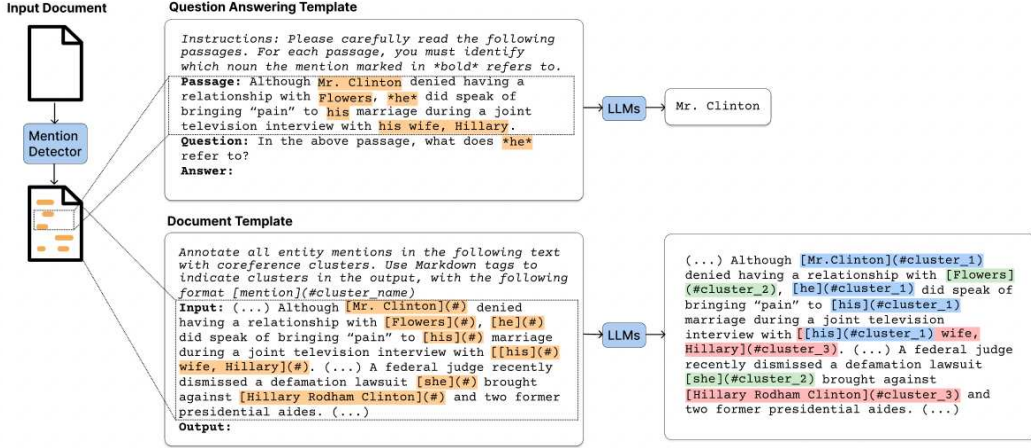 Input Document
Mention
Detector
Question Answering Template
Instructions: Please carefully read the following
passages. For each passage, you must identify
which noun the mention marked in *bold* refers to.
Passage: Although Mr. Clinton denied having a
relationship with Flowers, *he* did speak of
bringing “pain” to his marriage during a joint
television interview with his wife, Hillary.
Question: In the above passage, what does *he*
refer to?
Answer:
LLMs
Mr. Clinton
Document Template
Annotate all entity mentions in the following text
with coreference clusters. Use Markdown tags to
indicate clusters in the output, with the following
format [mention](#cluster_name)
Input: (...) Although [Mr. Clinton](#) denied
having a relationship with [Flowers](#), [he](#)
did speak of bringing “pain” to [his](#) marriage
during a joint television interview with [[his](#)
wife, Hillary](#). (...) A federal judge recently
dismissed a defamation lawsuit [she](#) brought
against [Hillary Rodham Clinton](#) and two former
presidential aides. (...)
Output:
LLMs
(...) Although [Mr.Clinton](#cluster_1)
denied having a relationship with [Flowers]
(#cluster_2), [he](#cluster_1) did speak of
bringing “pain” to [his](#cluster_1)
marriage during a joint television
interview with [[his](#cluster_1) wife,
Hillary](#cluster_3). (...) A federal judge
recently dismissed a defamation lawsuit
[she](#cluster_2) brought against
[Hillary Rodham Clinton](#cluster_3) and
two former presidential aides. (...)